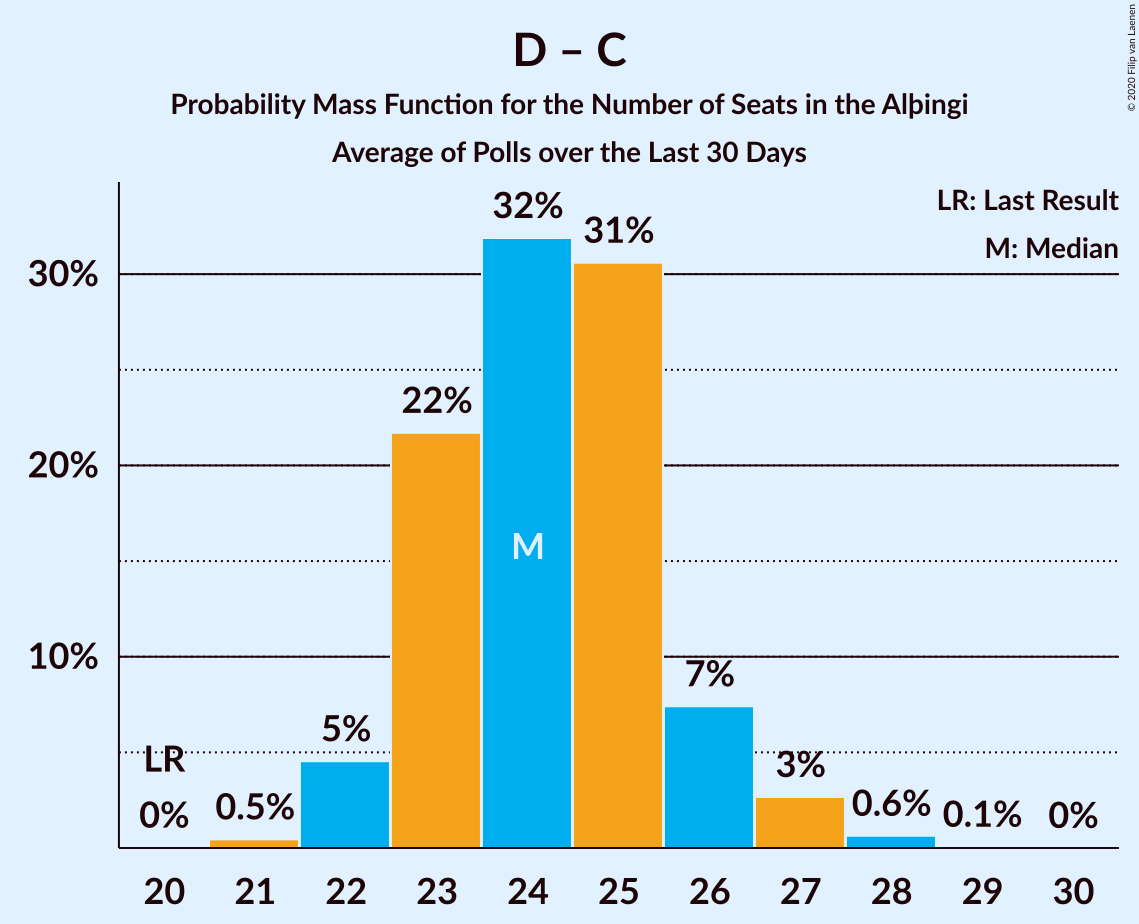 D – C
Probability Mass Function for the Number of Seats in the Alþingi
Average of Polls over the Last 30 Days
© 2020 Filip van Laenen
LR: Last Result
M: Median
30%
20%
10%
LR
0%
0.5%
5%
22%
32%
M
31%
7%
3%
0.6%
0.1%
0%
20 21 22 23 24 25 26 27 28 29 30